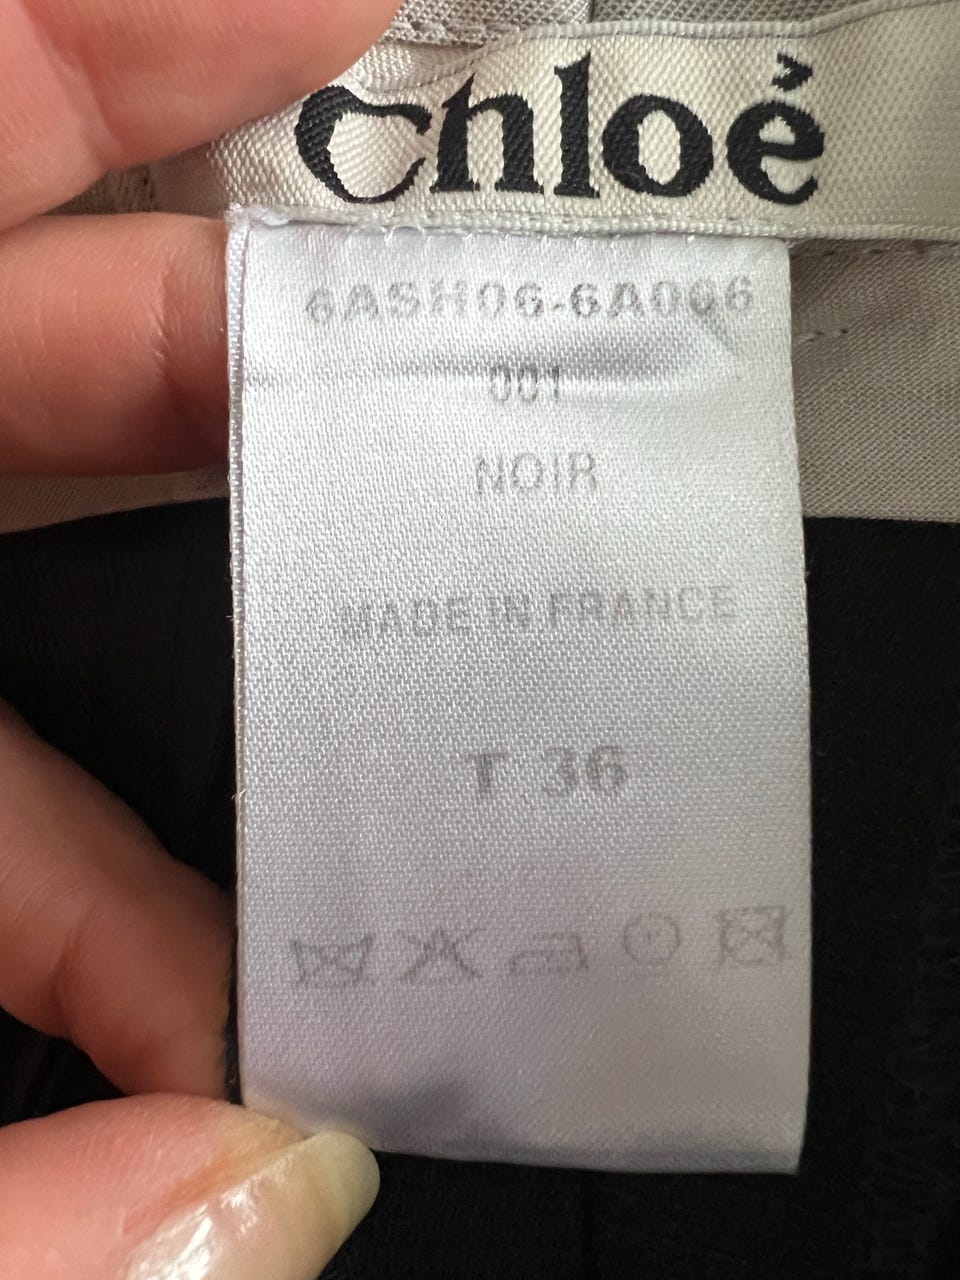 Chloé
6ASH06-6A006
001
NOIR
MADE IN FRANCE
T 36